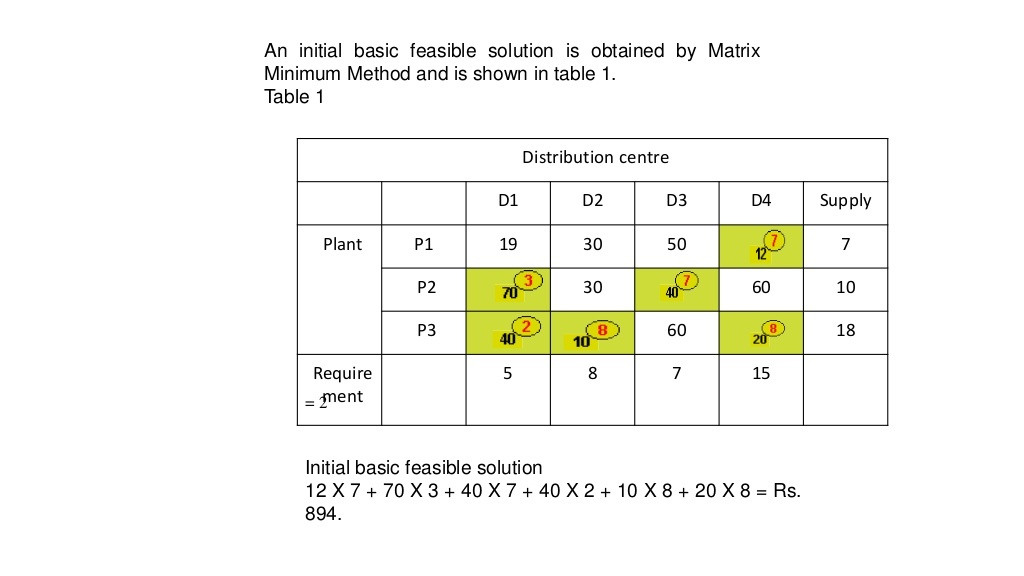 An initial basic feasible solution is obtained by Matrix
Minimum Method and is shown in table 1.
Table 1
Distribution centre
D1 D2 D3 D4 Supply
Plant P1 19 30 50 12 7 7
P2 70 3 30 40 7 60 10
P3 40 2 10 8 60 20 8 18
Require 5 8 7 15
ment
= 2
Initial basic feasible solution
12 X 7 + 70 X 3 + 40 X 7 + 40 X 2 + 10 X 8 + 20 X 8 = Rs.
894.